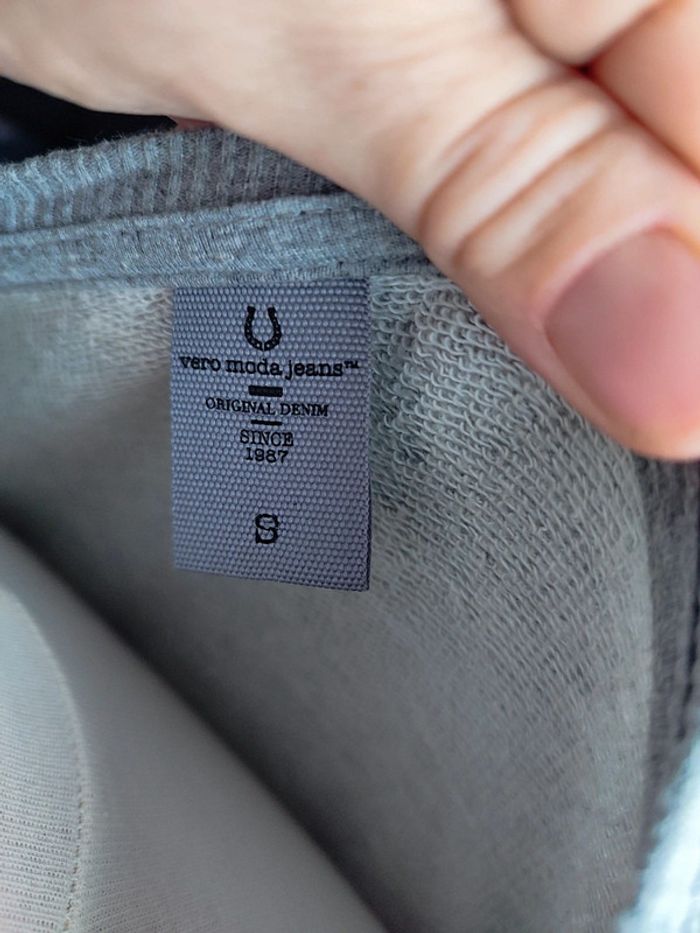 vero moda jeans™
ORIGINAL DENIM
SINCE
1987
S